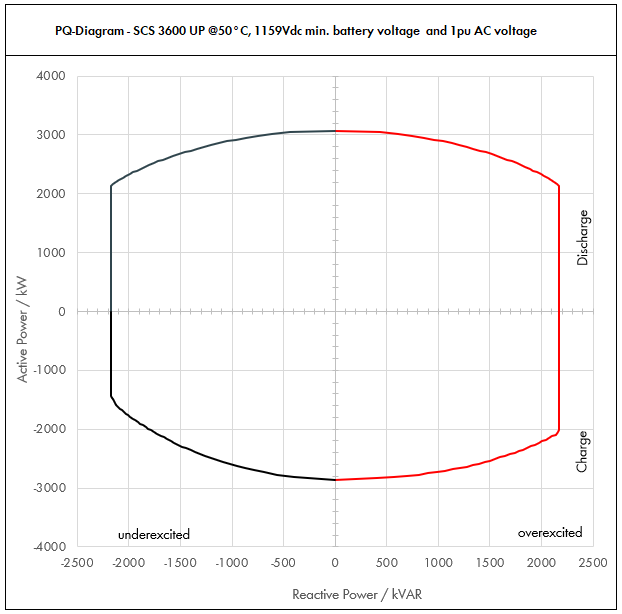 PQ-Diagram - SCS 3600 UP @50°C, 1159Vdc min. battery voltage and 1pu AC voltage
4000
3000
2000
1000
0
-1000
-2000
-3000
-4000
Active Power / kW
Discharge
Charge
underexcited
overexcited
-2500 -2000 -1500 -1000 -500 0 500 1000 1500 2000 2500
Reactive Power / kVAR